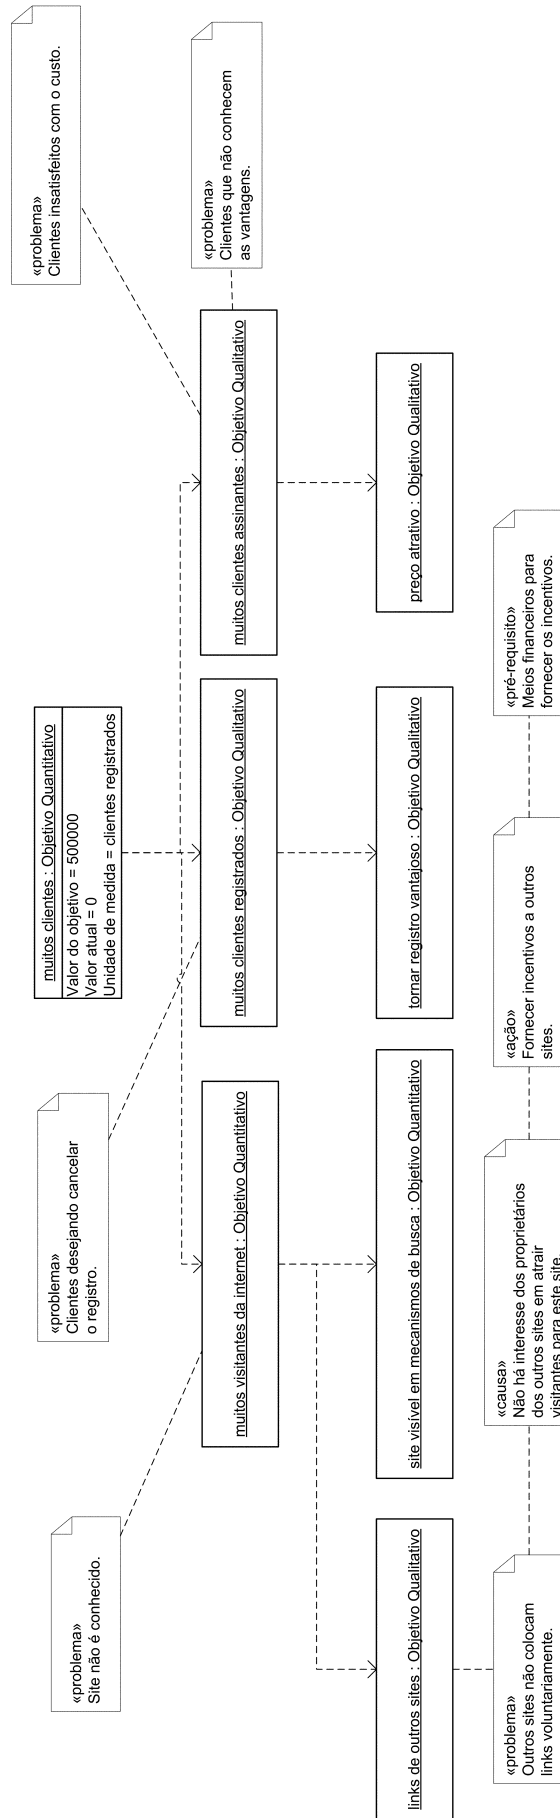 «problema»
Clientes insatisfeitos com o custo.
«problema»
Clientes que não conhecem
as vantagens.
muitos clientes : Objetivo Quantitativo
Valor do objetivo = 500000
Valor atual = 0
Unidade de medida = clientes registrados
«problema»
Clientes desejando cancelar
o registro.
«problema»
Site não é conhecido.
muitos visitantes da internet : Objetivo Quantitativo
muitos clientes registrados : Objetivo Qualitativo
muitos clientes assinantes : Objetivo Qualitativo
links de outros sites : Objetivo Qualitativo
site visível em mecanismos de busca : Objetivo Quantitativo
tornar registro vantajoso : Objetivo Qualitativo
preço atrativo : Objetivo Qualitativo
«problema»
Outros sites não colocam
links voluntariamente.
«causa»
Não há interesse dos proprietários
dos outros sites em atrair
visitantes para este site.
«ação»
Fornecer incentivos a outros
sites.
«pré-requisito»
Meios financeiros para
fornecer os incentivos.